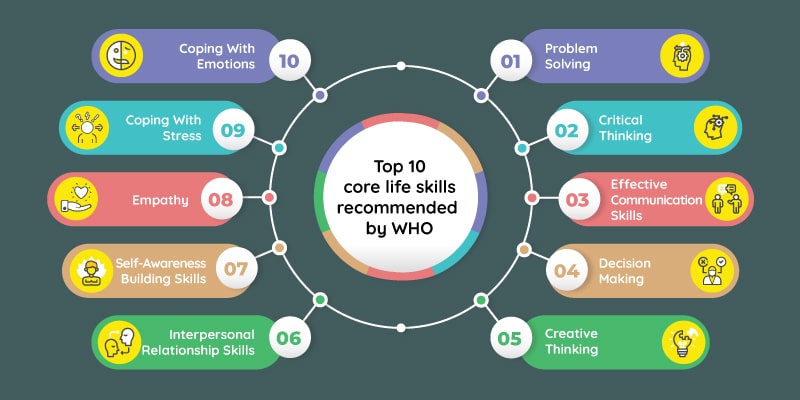 Top 10
core life skills
recommended
by WHO
01
Problem
Solving
02
Critical
Thinking
03
Effective
Communication
Skills
04
Decision
Making
05
Creative
Thinking
06
Interpersonal
Relationship Skills
07
Self-Awareness
Building Skills
08
Empathy
09
Coping With
Stress
10
Coping With
Emotions